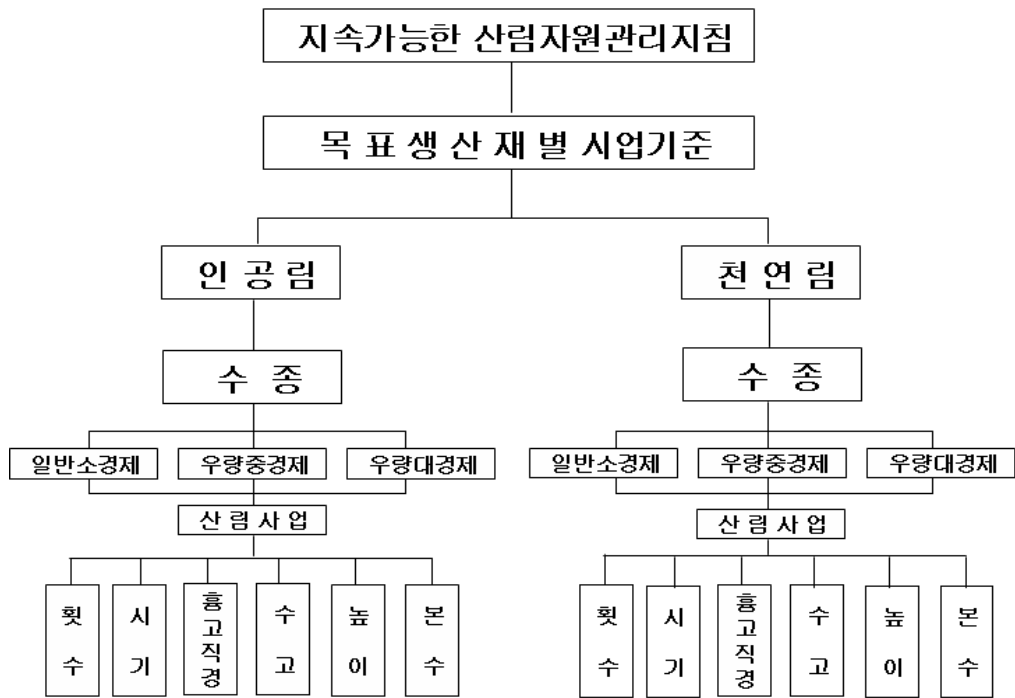 지속가능한 산림자원관리지침
목 표 생 산 재 별 시업기준
인 공 림
천 연 림
수 종
수 종
일반소경제
우량중경제
우량대경제
일반소경제
우량중경제
우량대경제
산 림 사 업
산 림 사 업
횟수
시기
흉고직경
수고
높이
본수
횟수
시기
흉고직경
수고
높이
본수